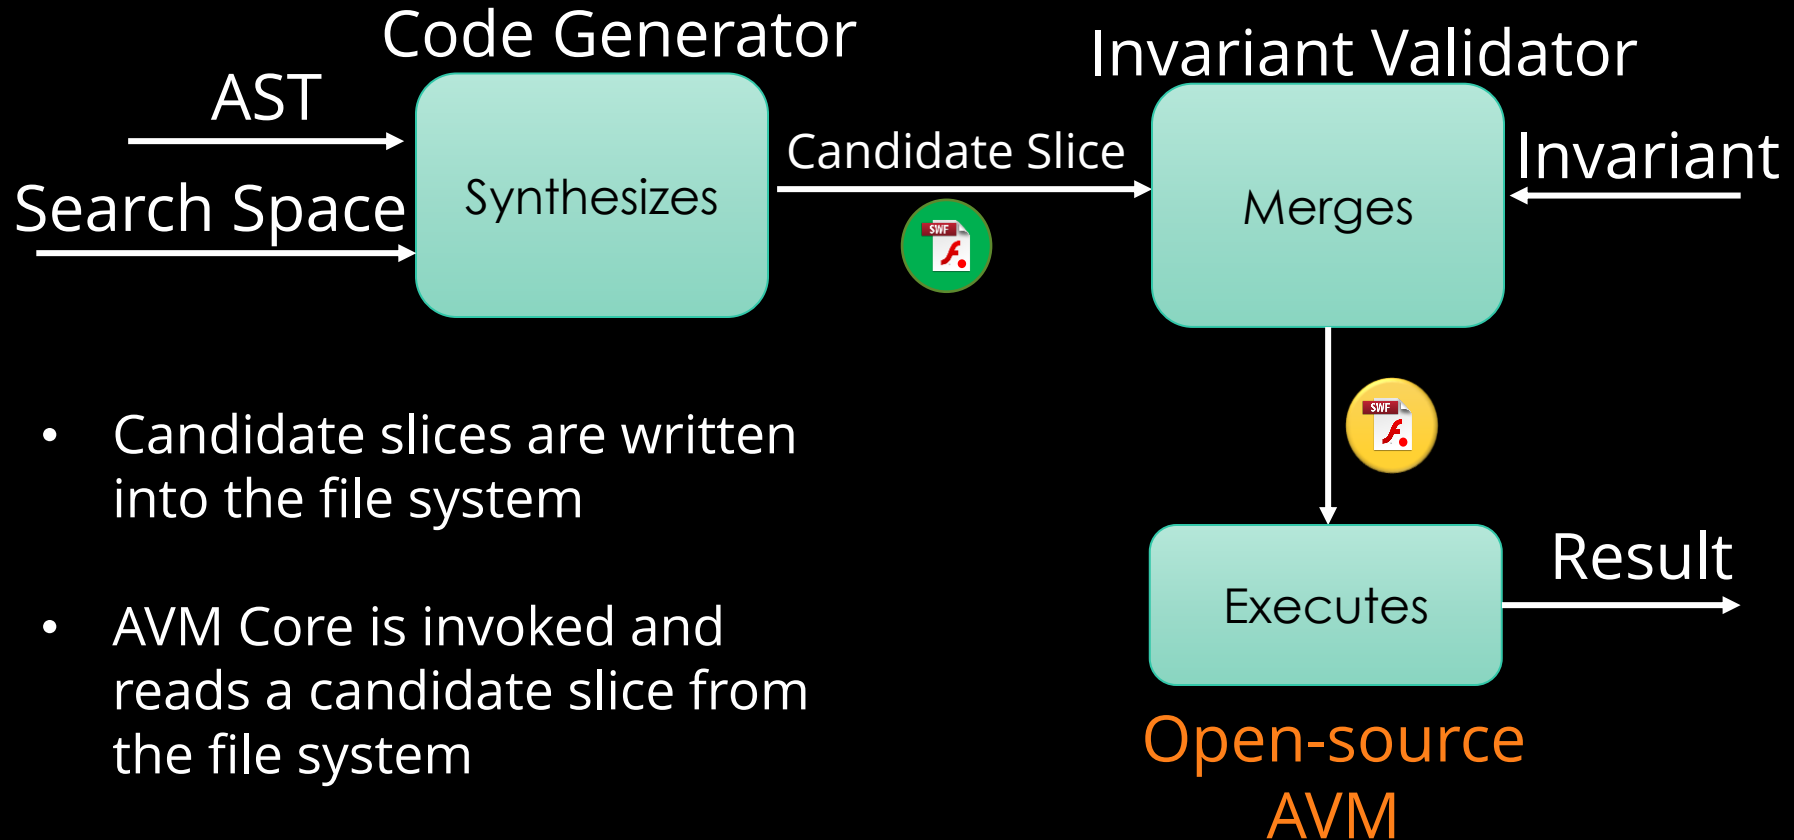 Code Generator
Invariant Validator
AST
Search Space
Synthesizes
Candidate Slice
SWF
Merges
Invariant
SWF
• Candidate slices are written
into the file system
• AVM Core is invoked and
reads a candidate slice from
the file system
Executes
Result
Open-source
AVM